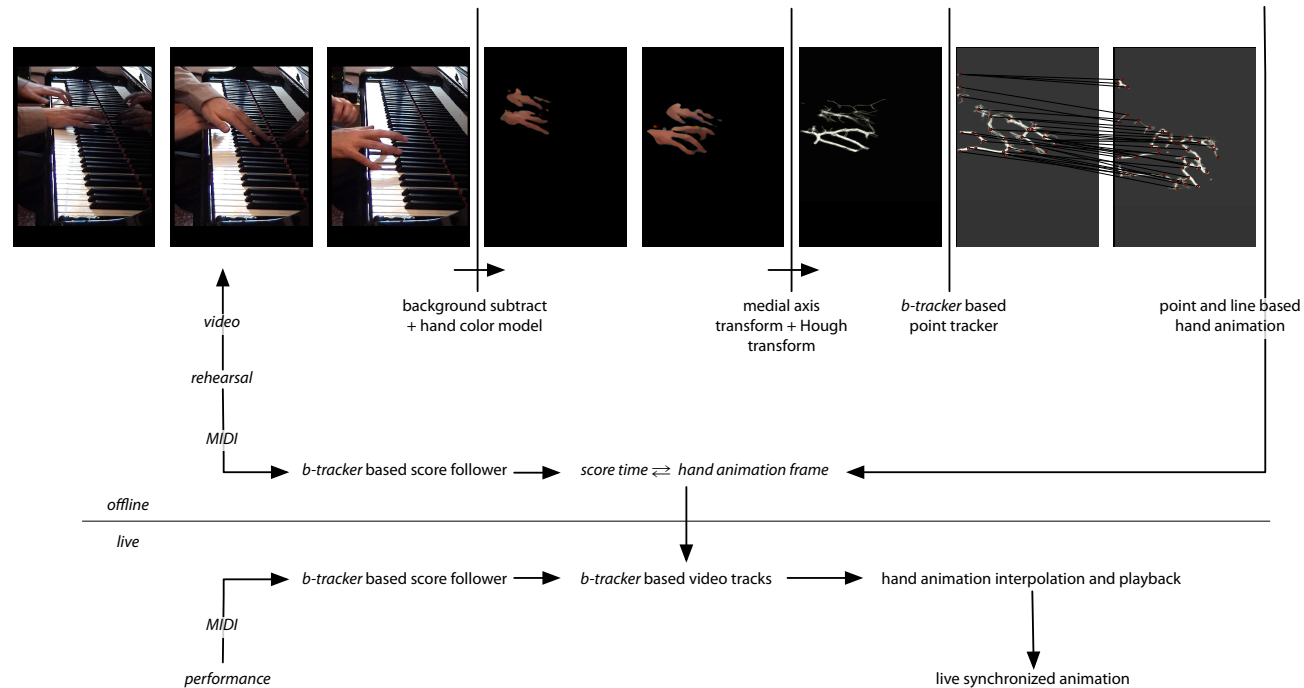 background subtract
+ hand color model
medial axis
transform + Hough
transform
b-tracker based
point tracker
point and line based
hand animation
video
rehearsal
MIDI
b-tracker based score follower
score time ⇄ hand animation frame
offline
live
b-tracker based score follower
b-tracker based video tracks
hand animation interpolation and playback
MIDI
performance
live synchronized animation